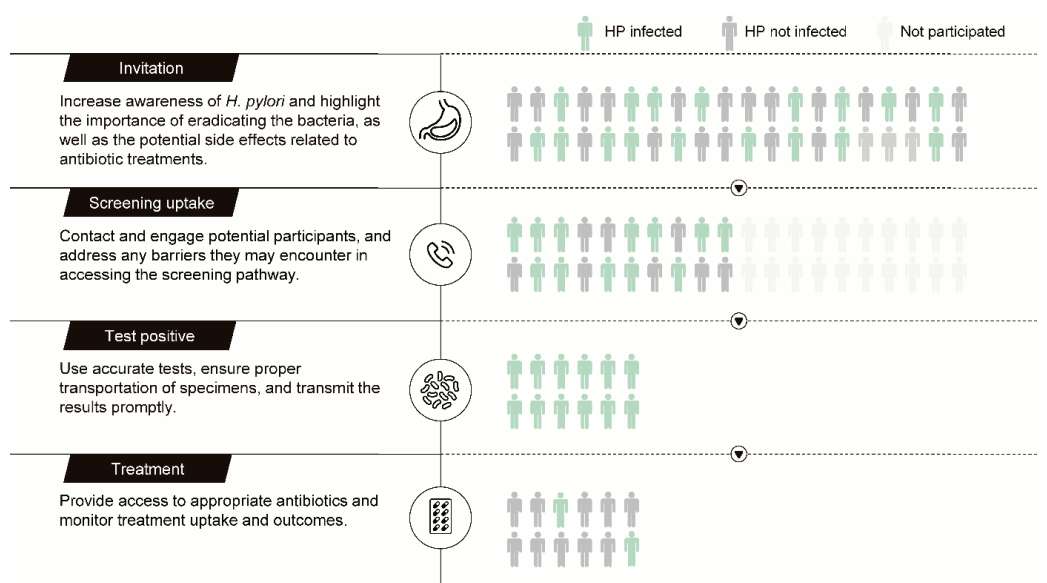 HP infected HP not infected Not participated
Invitation
Increase awareness of H. pylori and highlight
the importance of eradicating the bacteria, as
well as the potential side effects related to
antibiotic treatments.
Screening uptake
Contact and engage potential participants, and
address any barriers they may encounter in
accessing the screening pathway.
Test positive
Use accurate tests, ensure proper
transportation of specimens, and transmit the
results promptly.
Treatment
Provide access to appropriate antibiotics and
monitor treatment uptake and outcomes.